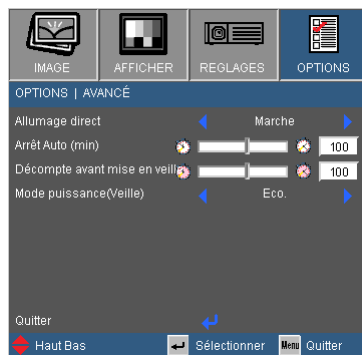 IMAGE AFFICHER REGLAGES OPTIONS
OPTIONS | AVANCÉ
Allumage direct Marche
Arrêt Auto (min) 100
Décompte avant mise en veille 100
Mode puissance(Veille) Eco.
Quitter
Haut Bas Sélectionner Menu Quitter